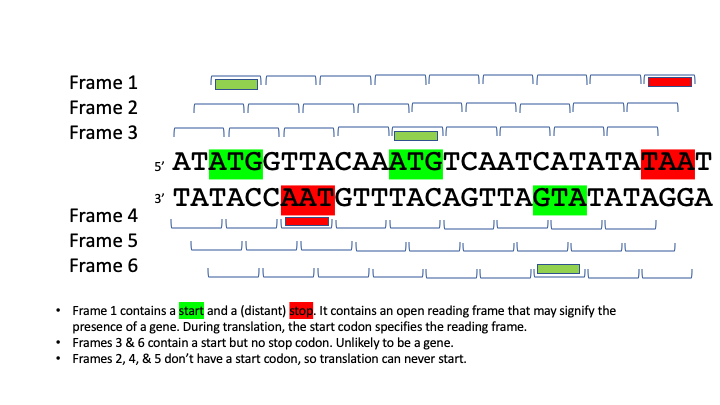 Frame 1
Frame 2
Frame 3
5’ ATATGGTTACAAATGTCAATCATATATAAT
3’ TATACCAATGTTTACAGTTAGTATATAGGA
Frame 4
Frame 5
Frame 6
• Frame 1 contains a start and a (distant) stop. It contains an open reading frame that may signify the
presence of a gene. During translation, the start codon specifies the reading frame.
• Frames 3 & 6 contain a start but no stop codon. Unlikely to be a gene.
• Frames 2, 4, & 5 don’t have a start codon, so translation can never start.